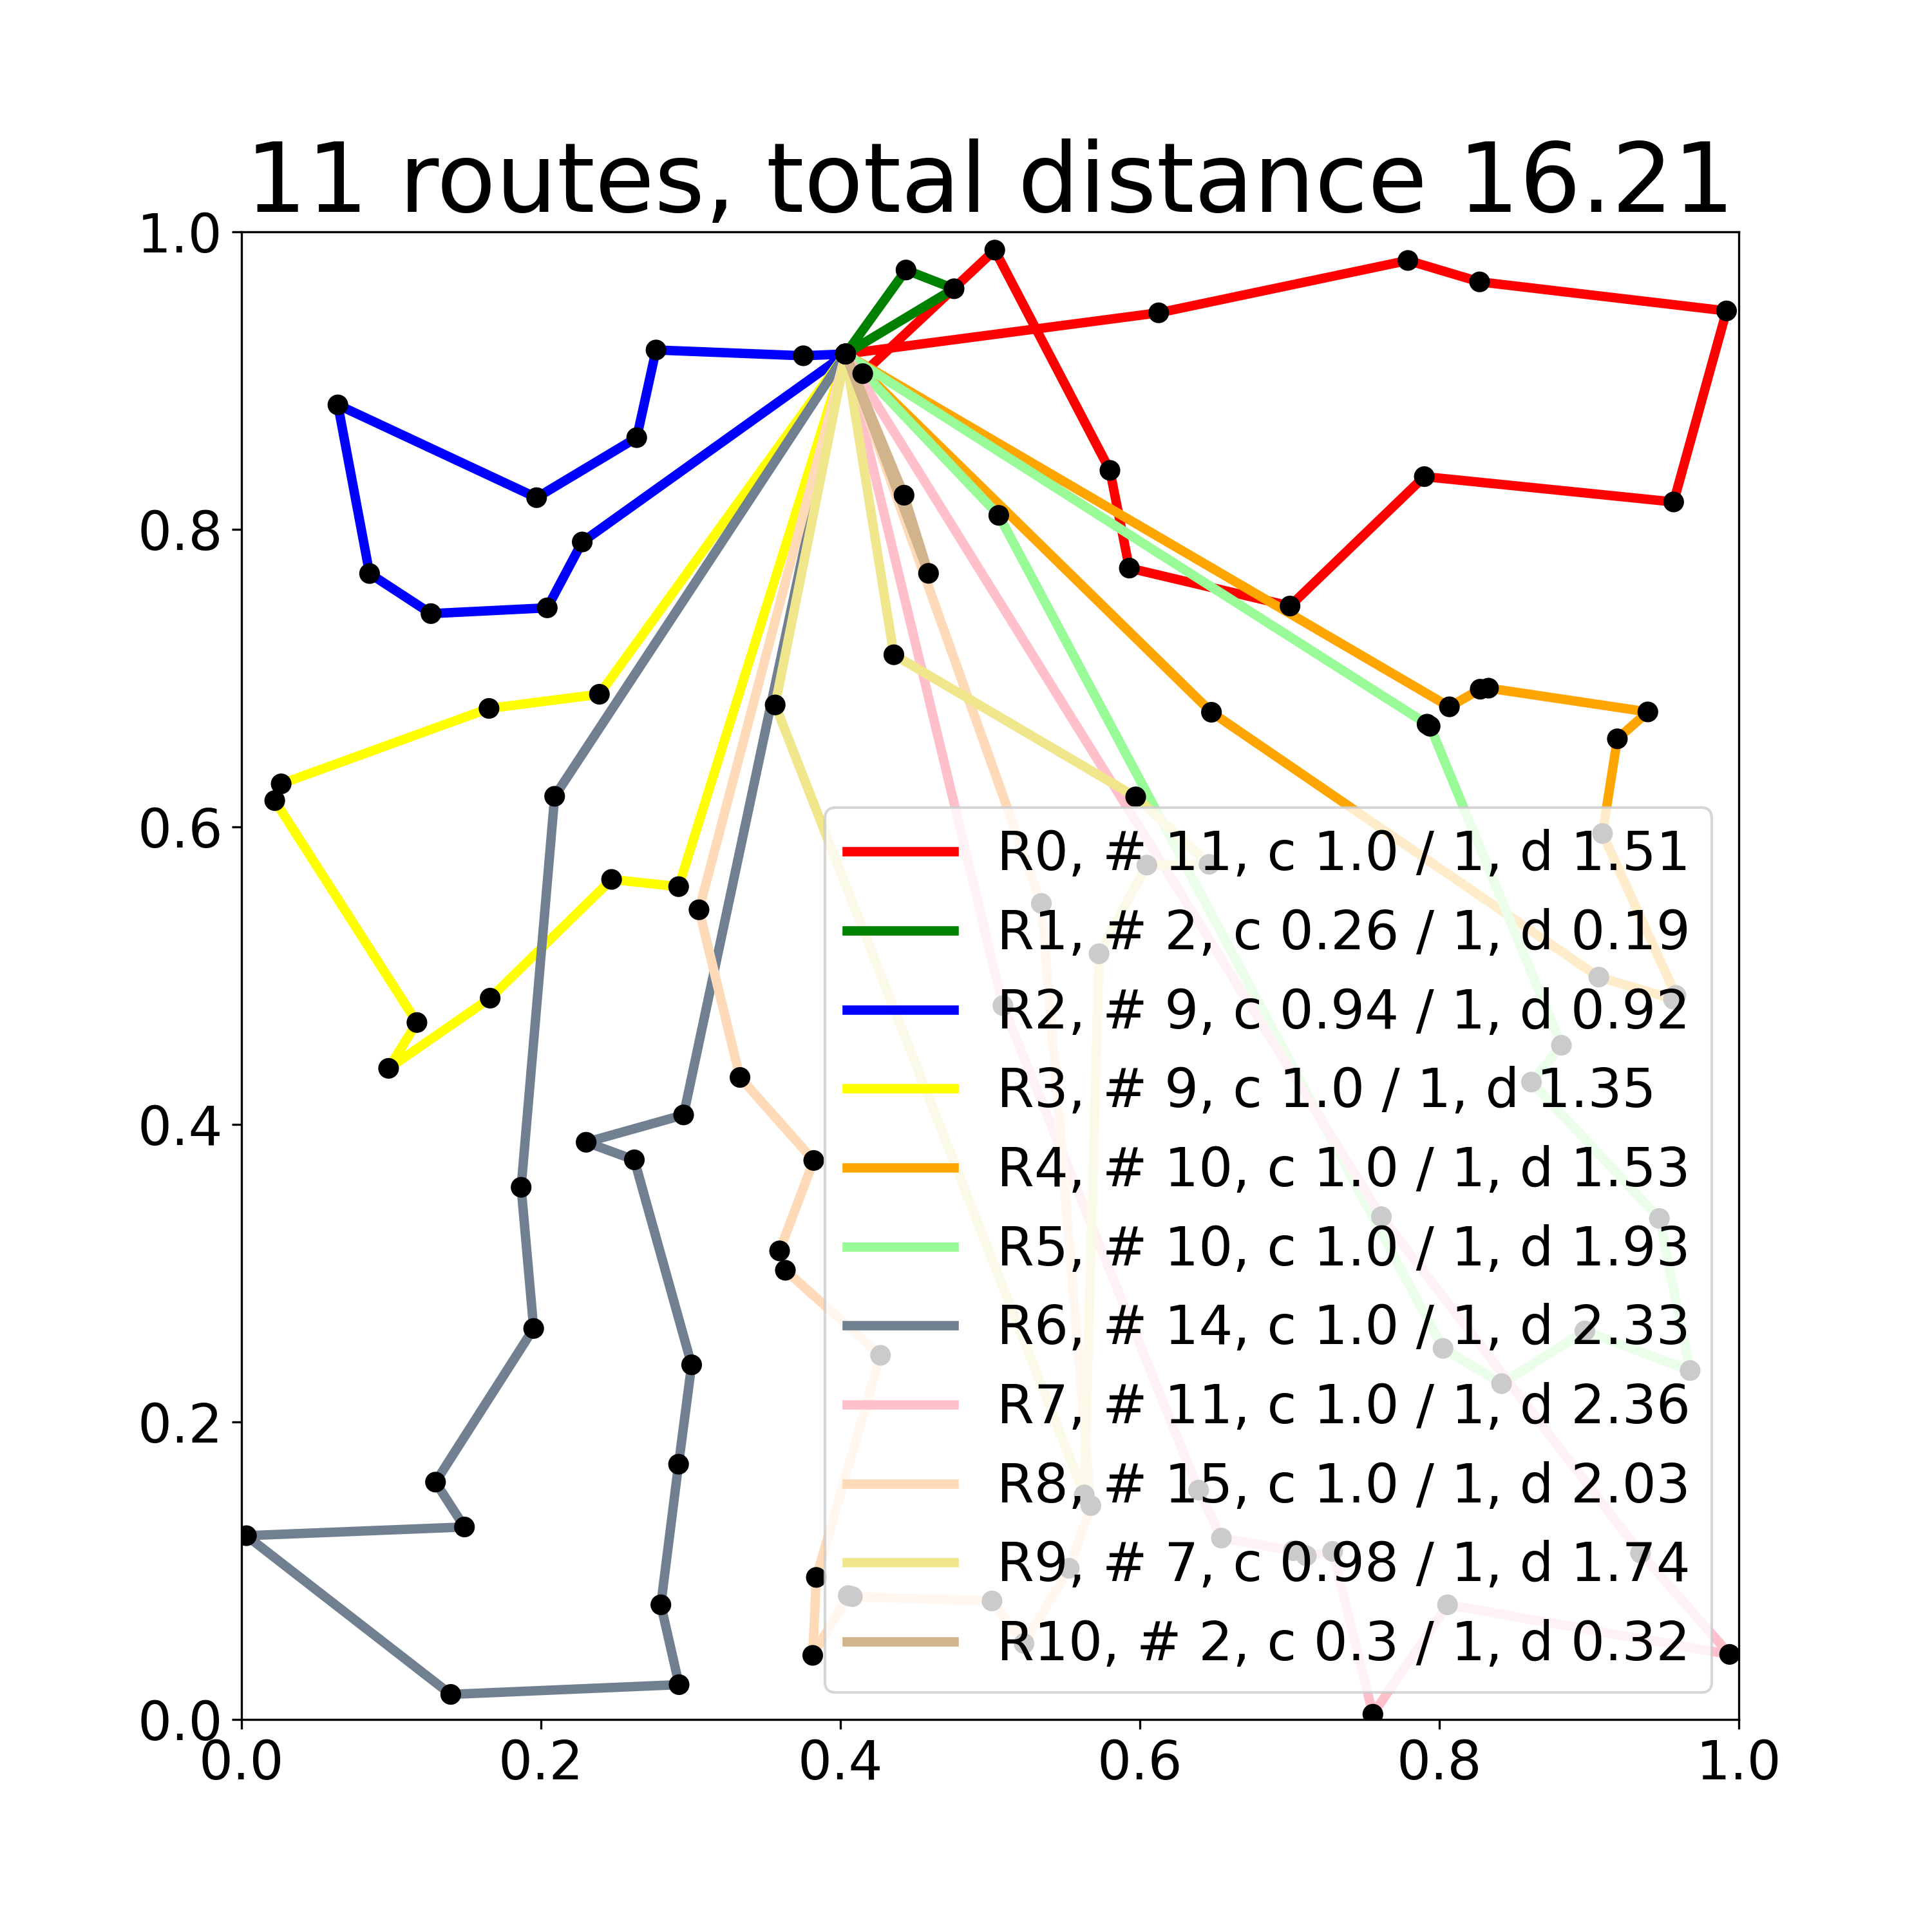 11 routes, total distance 16.21
1.0
0.8
0.6
0.4
0.2
0.0
R0, # 11, c 1.0 / 1, d 1.51
R1, # 2, c 0.26 / 1, d 0.19
R2, # 9, c 0.94 / 1, d 0.92
R3, # 9, c 1.0 / 1, d 1.35
R4, # 10, c 1.0 / 1, d 1.53
R5, # 10, c 1.0 / 1, d 1.93
R6, # 14, c 1.0 / 1, d 2.33
R7, # 11, c 1.0 / 1, d 2.36
R8, # 15, c 1.0 / 1, d 2.03
R9, # 7, c 0.98 / 1, d 1.74
R10, # 2, c 0.3 / 1, d 0.32
0.0 0.2 0.4 0.6 0.8 1.0